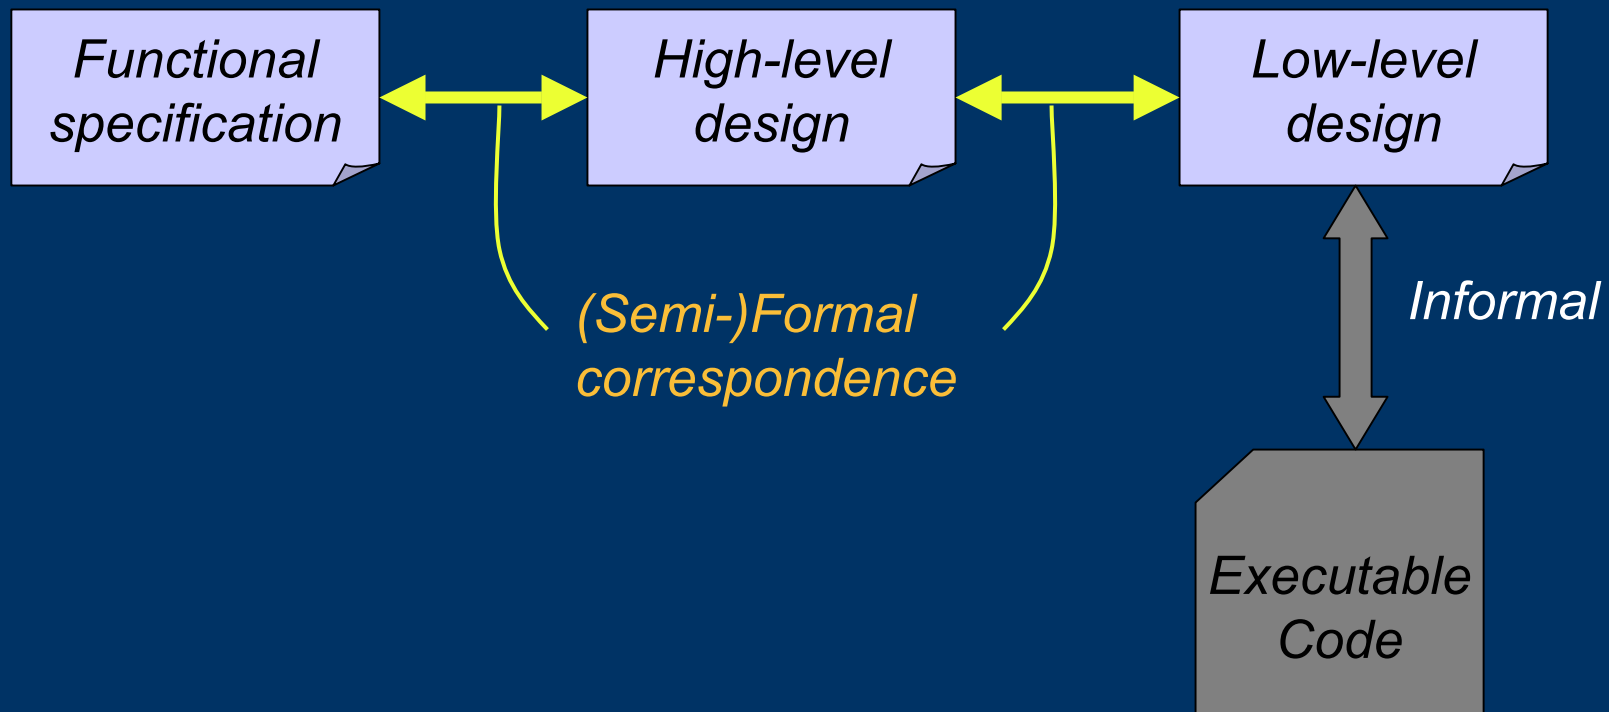 Functional
specification
High-level
design
Low-level
design
(Semi-)Formal
correspondence
Informal
Executable
Code